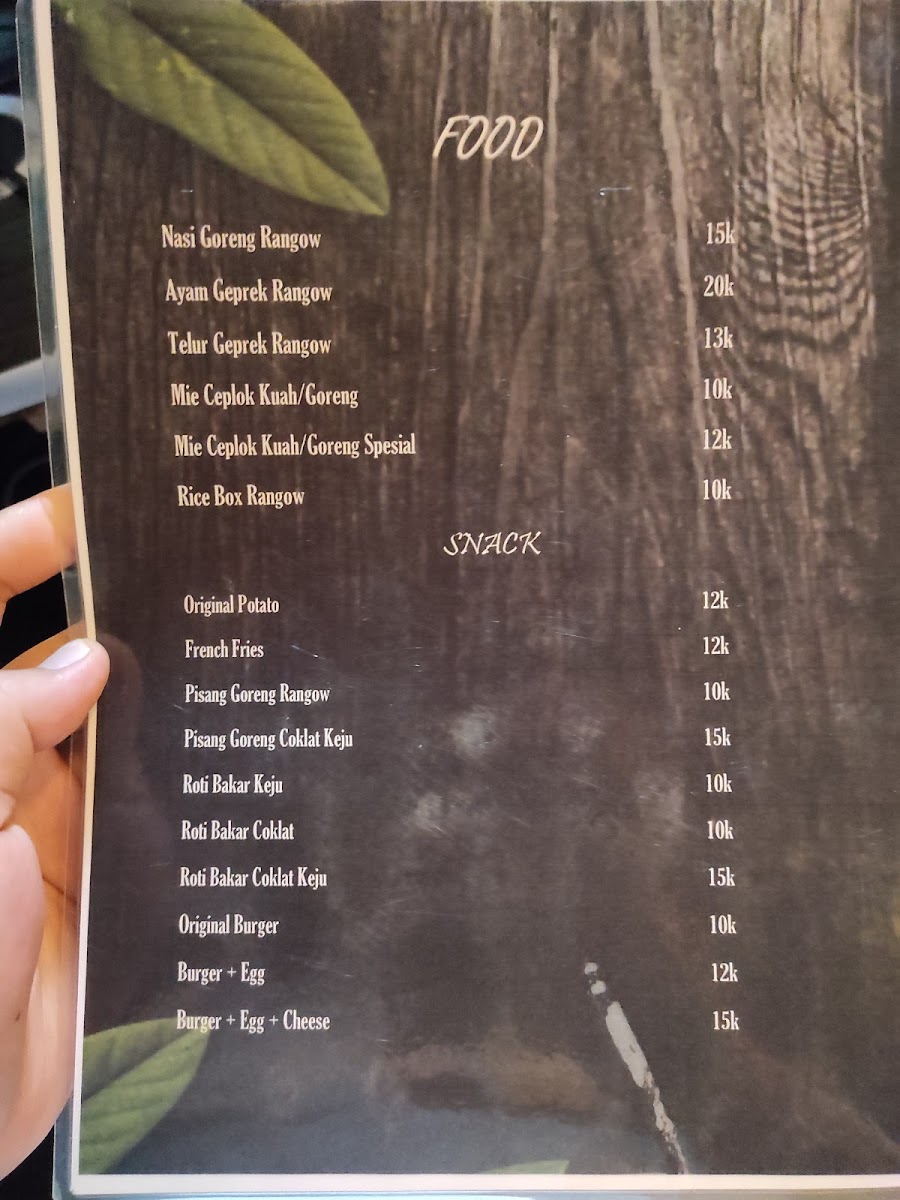 FOOD
Nasi Goreng Rangow 15k
Ayam Geprek Rangow 20k
Telur Geprek Rangow 13k
Mie Ceplok Kuah/Goreng 10k
Mie Ceplok Kuah/Goreng Spesial 12k
Rice Box Rangow 10k
SNACK
Original Potato 12k
French Fries 12k
Pisang Goreng Rangow 10k
Pisang Goreng Coklat Keju 15k
Roti Bakar Keju 10k
Roti Bakar Coklat 10k
Roti Bakar Coklat Keju 15k
Original Burger 10k
Burger + Egg 12k
Burger + Egg + Cheese 15k